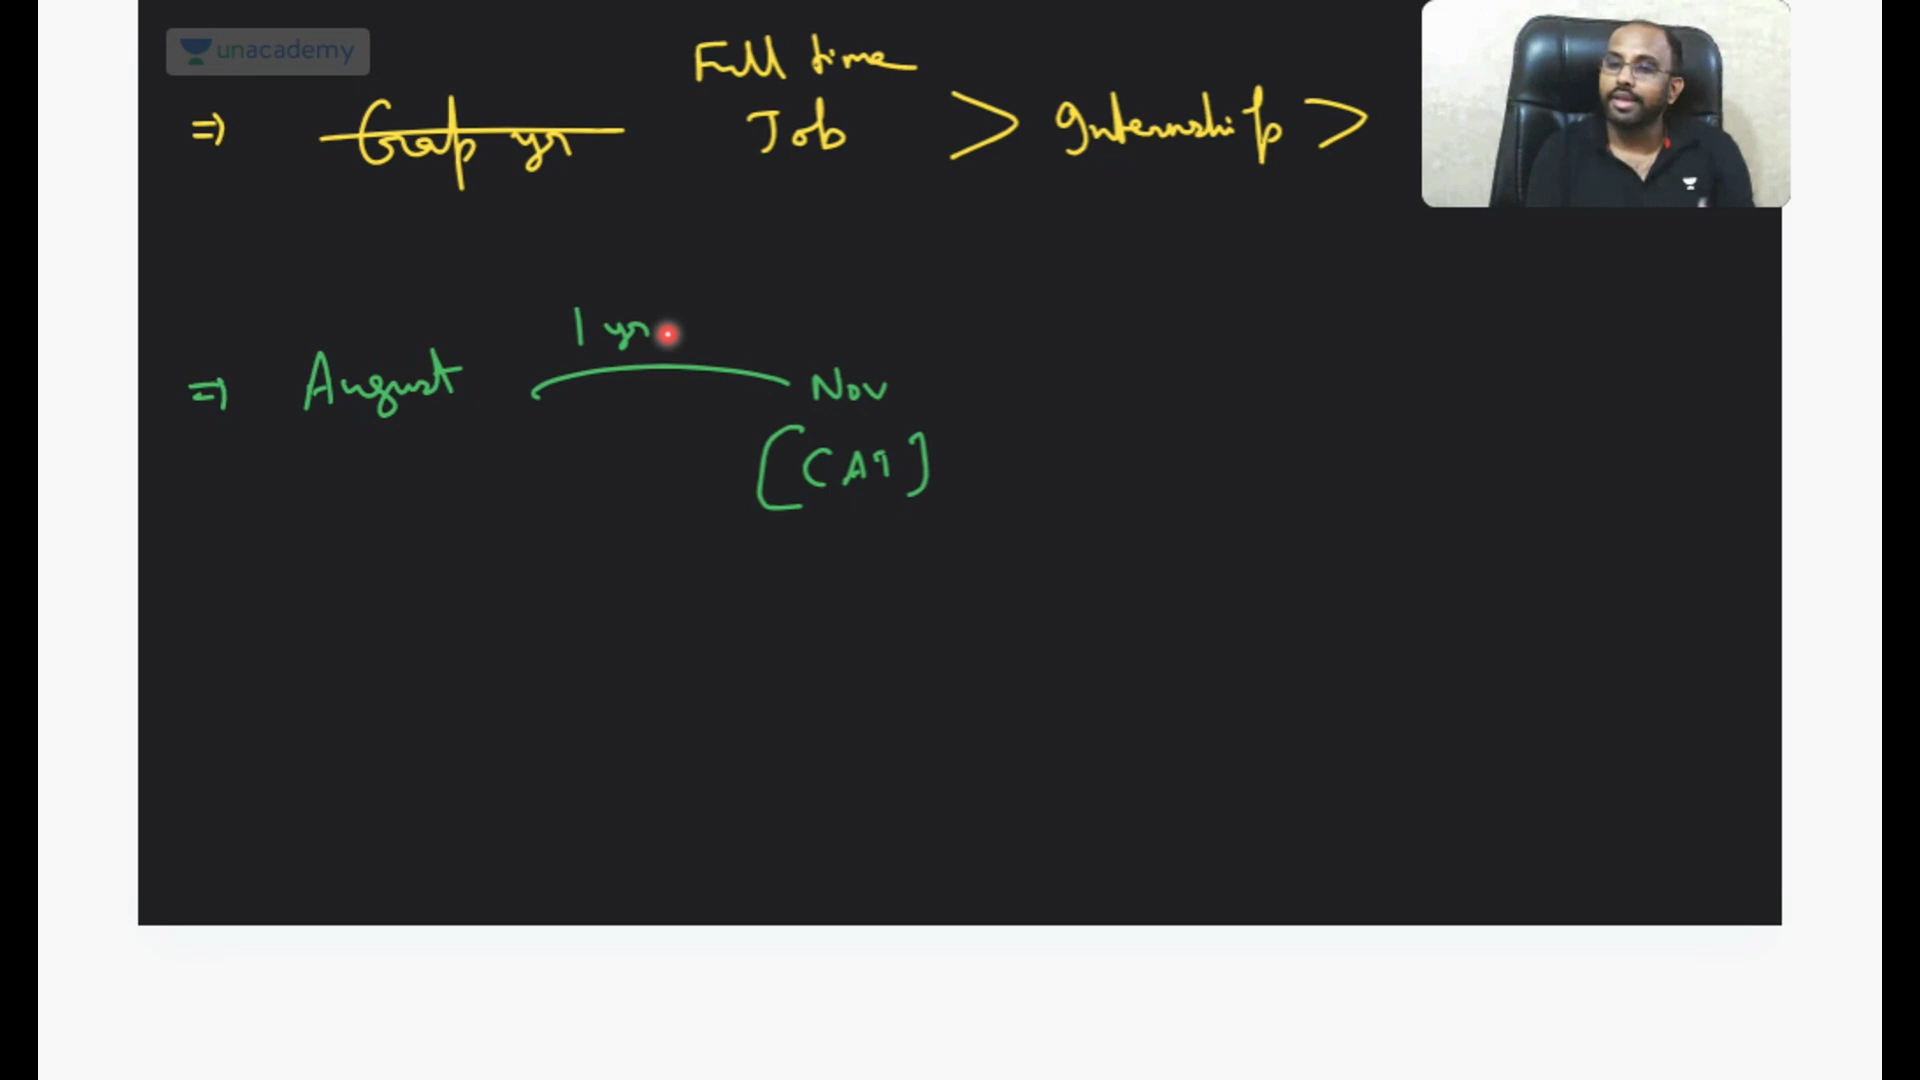 unacademy
Full time
⇒ Gap yr Job > Internship >
1 yr
⇒ August Nov
[CAT]